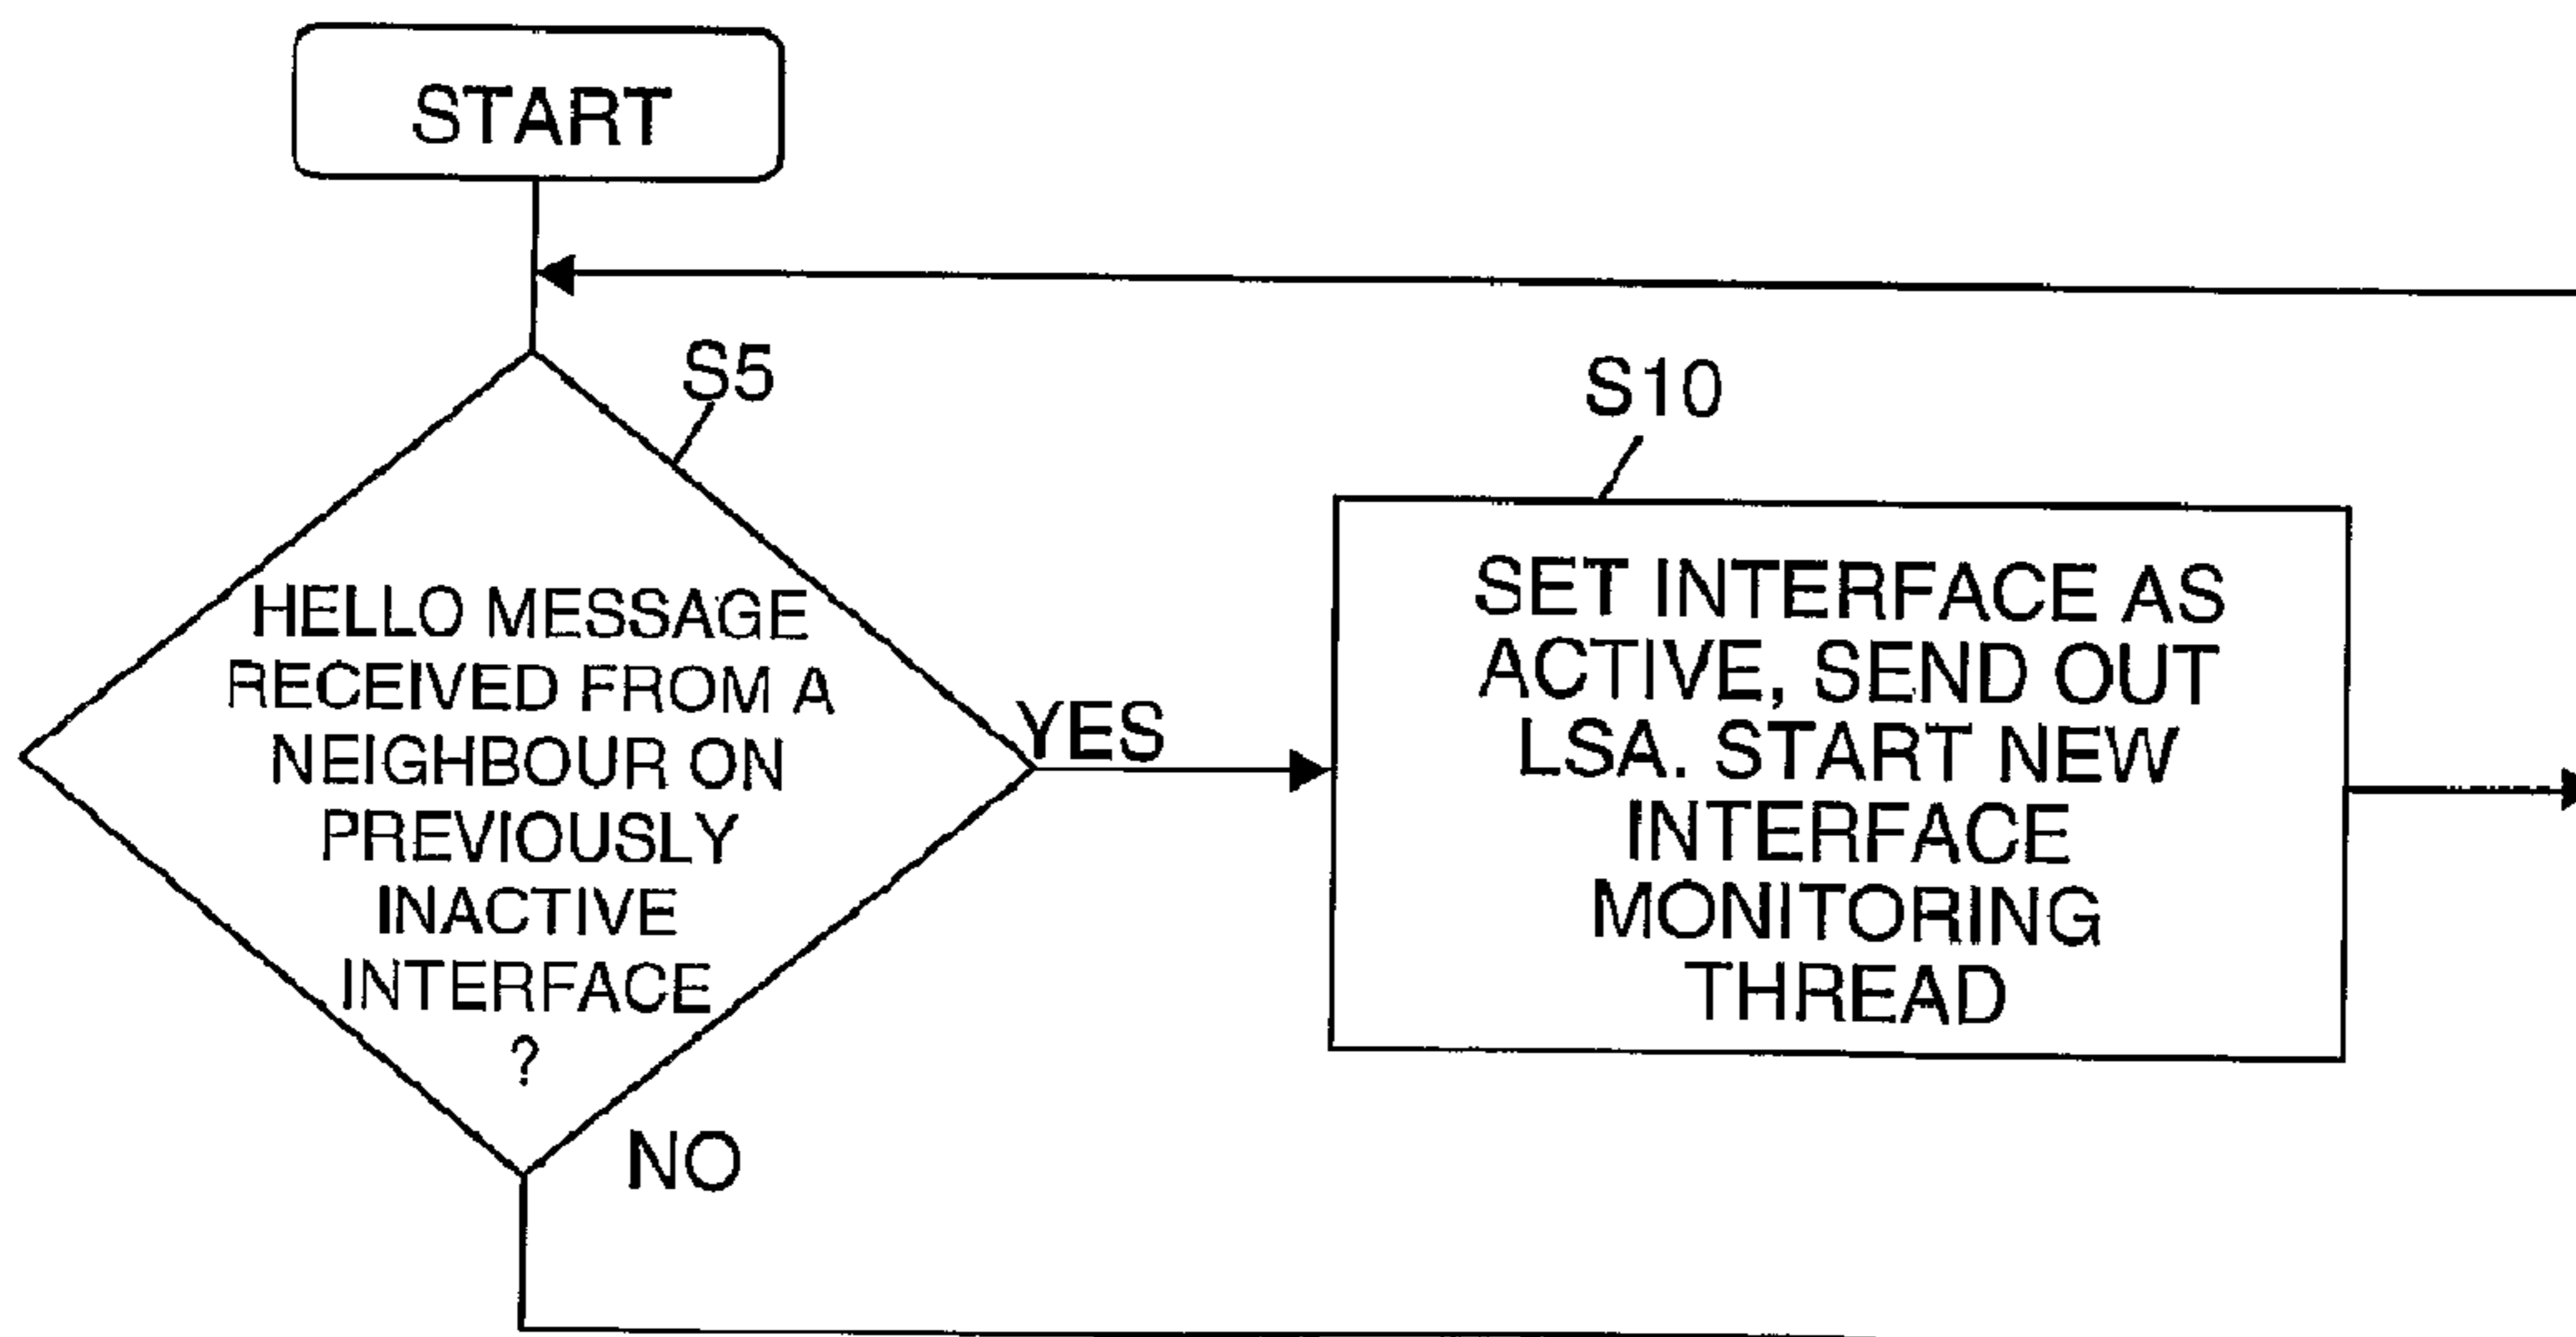 START
S5
S10
HELLO MESSAGE
RECEIVED FROM A
NEIGHBOUR ON
PREVIOUSLY
INACTIVE
INTERFACE
?
YES
SET INTERFACE AS
ACTIVE, SEND OUT
LSA. START NEW
INTERFACE
MONITORING
THREAD
NO